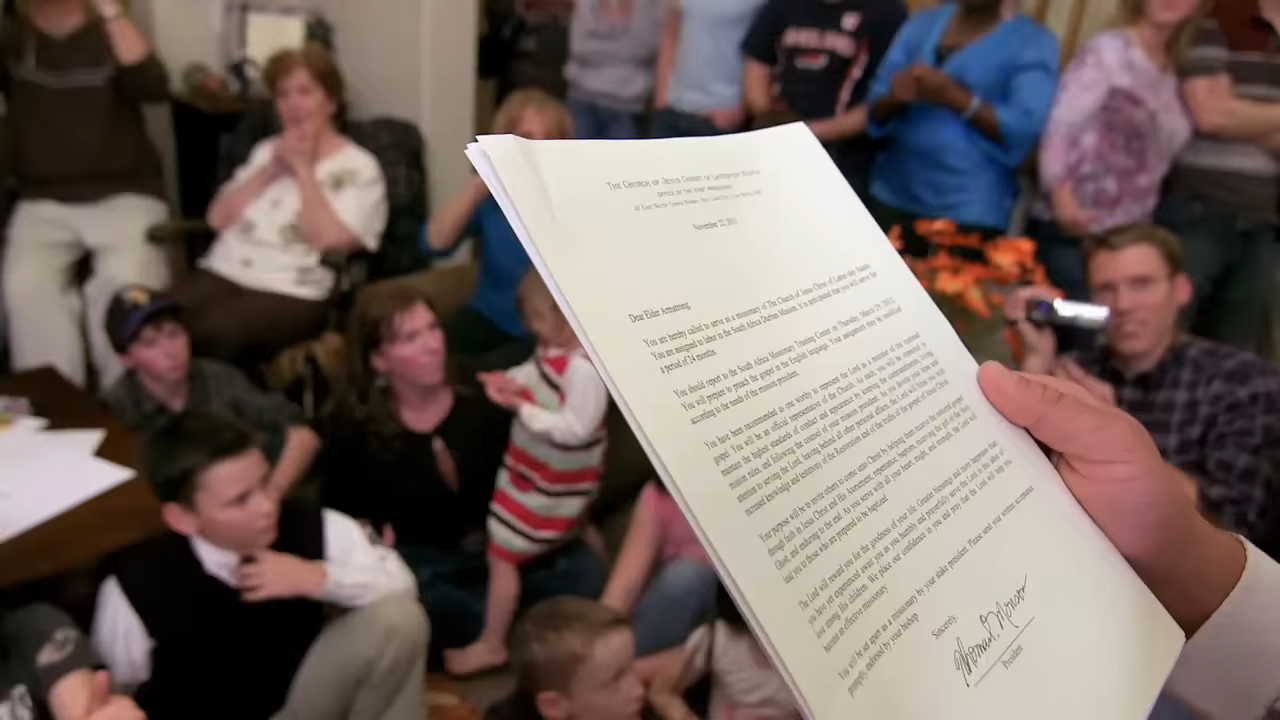 THE CHURCH OF JESUS CHRIST OF LATTER-DAY SAINTS
OFFICE OF THE FIRST PRESIDENCY
47 EAST SOUTH TEMPLE STREET, SALT LAKE
November 22, 2011
Dear Elder Armstrong:
You are hereby called to serve as a missionary of The Church of Jesus Christ of Latter-day Saints.
You are assigned to labor in the South Africa Durban Mission. It is anticipated that you will serve for
a period of 24 months.
You should report to the South Africa Missionary Training Centre on Thursday, March 29, 2012.
You will prepare to preach the gospel in the English language. Your assignment may be modified
according to the needs of the mission president.
You have been recommended as one worthy to represent the Lord as a minister of the restored
gospel. You will be an official representative of the Church. As such, you will be expected to
maintain the highest standards of conduct and appearance by keeping the commandments, living
mission rules, and following the counsel of your mission president. As you devote your time and
attention to serving the Lord, leaving behind all other personal affairs, the Lord will bless you with
increased knowledge and testimony of the Restoration and of the truths of the gospel of Jesus Christ.
Your purpose will be to invite others to come unto Christ by helping them receive the restored gospel
through faith in Jesus Christ and His Atonement, repentance, baptism, receiving the gift of the Holy
Ghost, and enduring to the end. As you serve with all your heart, might, mind, and strength, the Lord will
lead you to those who are prepared to be baptized.
The Lord will reward you for the goodness of your life. Greater blessings and more happiness than
you have yet experienced await you as you humbly and prayerfully serve the Lord in this labor of
love among His children. We place our confidence in you and pray that the Lord will help you
become an effective missionary.
You will be set apart as a missionary by your stake president. Please send your written acceptance
promptly, endorsed by your bishop.
Sincerely,
Thomas S. Monson
President